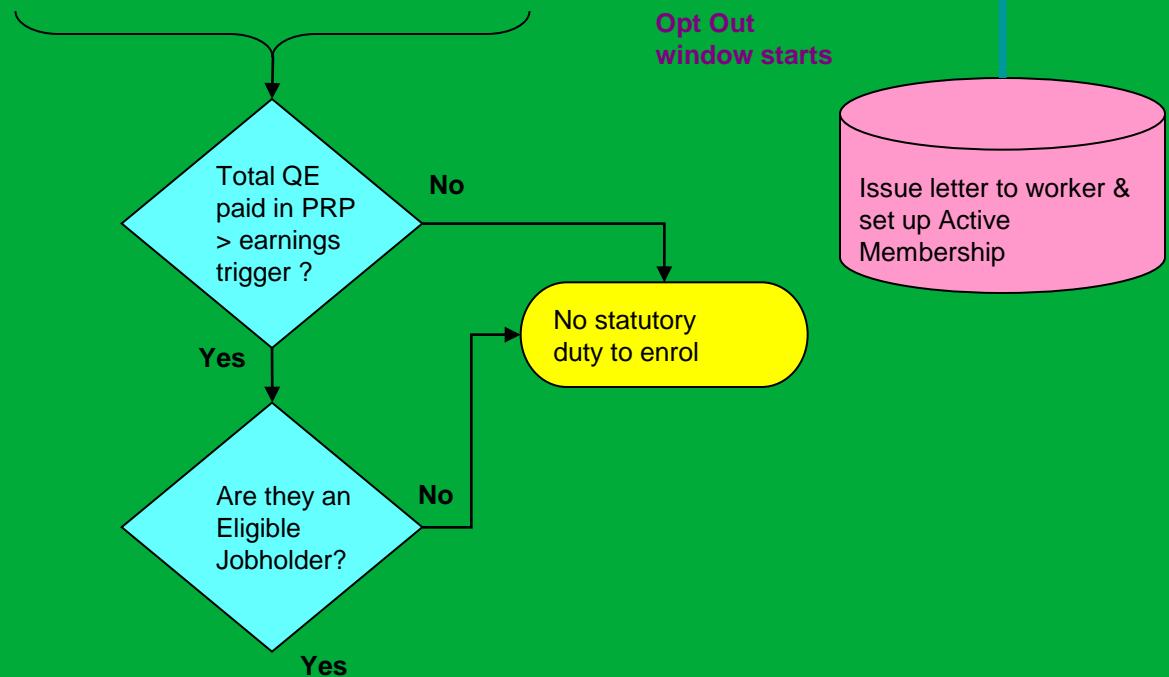 Opt Out
window starts
Total QE
paid in PRP
> earnings
trigger ?
No
Issue letter to worker &
set up Active
Membership
No statutory
duty to enrol
Yes
Are they an
Eligible
Jobholder?
No
Yes